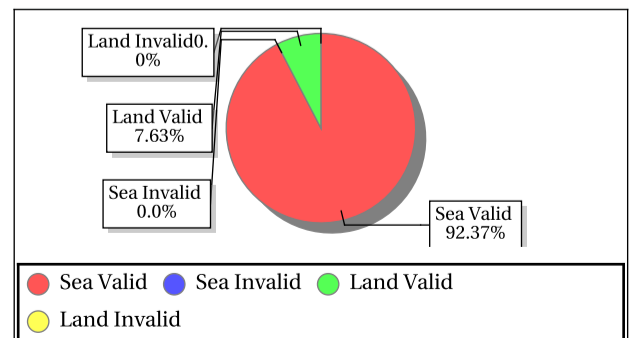 Land Invalid0.
0%
Land Valid
7.63%
Sea Invalid
0.0%
Sea Valid
92.37%
Sea Valid Sea Invalid Land Valid
Land Invalid